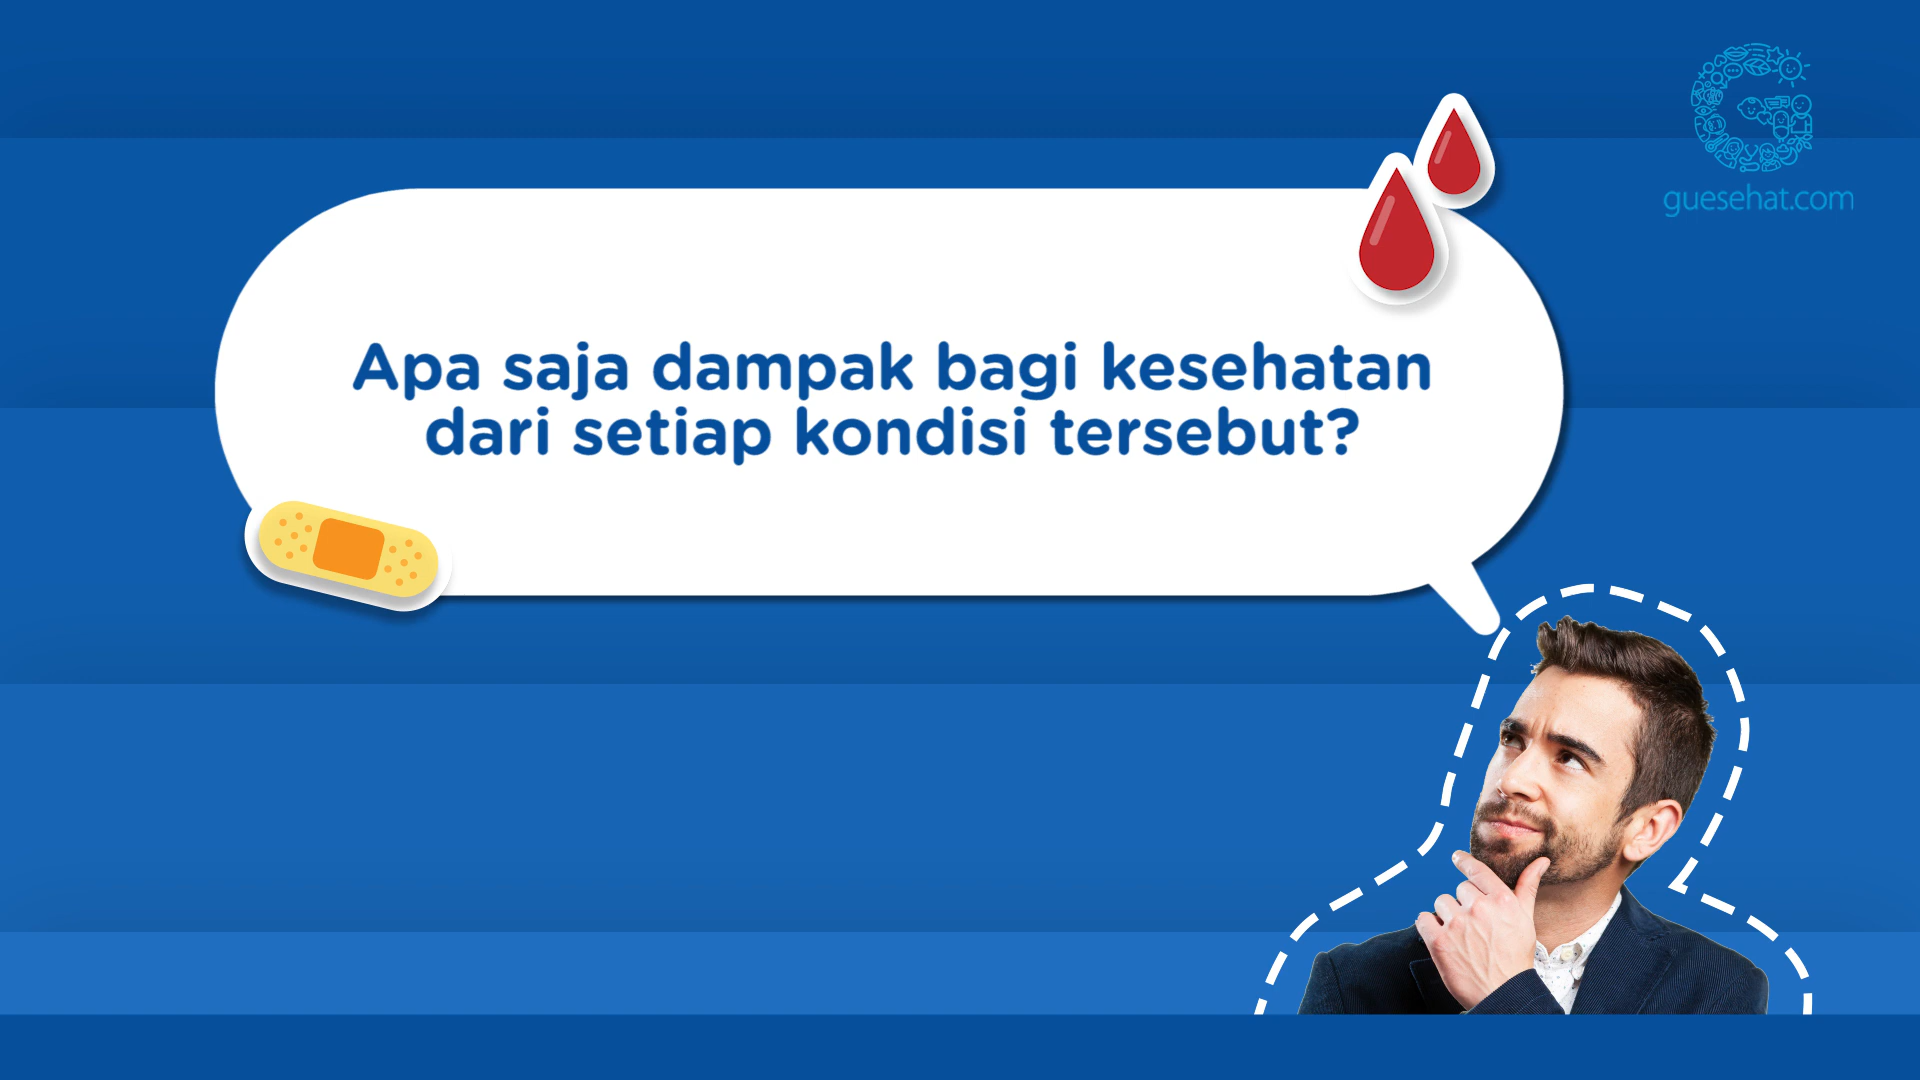 guesehat.com
Apa saja dampak bagi kesehatan
dari setiap kondisi tersebut?